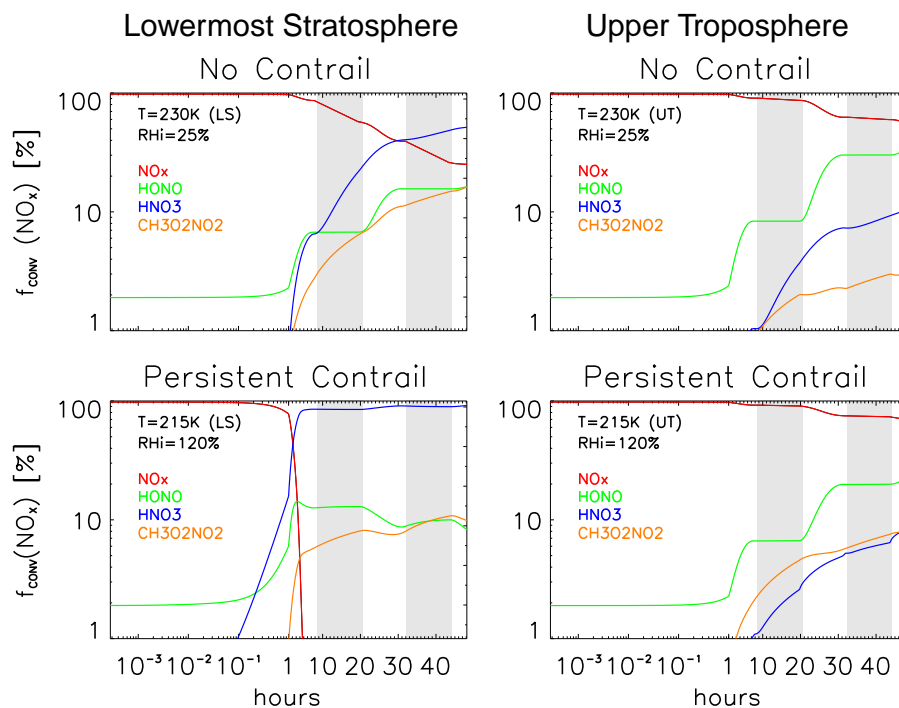 Lowermost Stratosphere
Upper Troposphere
No Contrail
No Contrail
f_CONV (NO_x) [%]
100
10
1
T=230K (LS)
RHi=25%
NOx
HONO
HNO3
CH3O2NO2
100
10
1
T=230K (UT)
RHi=25%
NOx
HONO
HNO3
CH3O2NO2
Persistent Contrail
Persistent Contrail
f_CONV(NO_x) [%]
100
10
1
T=215K (LS)
RHi=120%
NOx
HONO
HNO3
CH3O2NO2
100
10
1
T=215K (UT)
RHi=120%
NOx
HONO
HNO3
CH3O2NO2
10⁻³ 10⁻² 10⁻¹ 1 10 20 30 40
10⁻³ 10⁻² 10⁻¹ 1 10 20 30 40
hours
hours